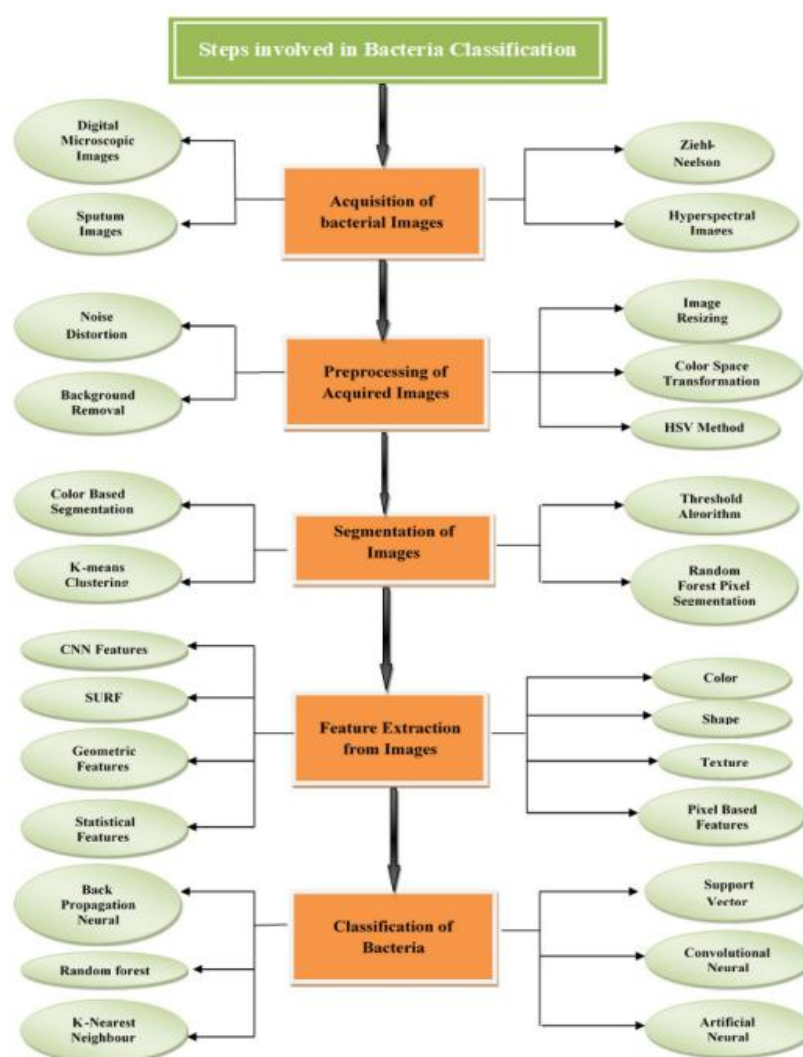 Steps involved in Bacteria Classification
Digital
Microscopic
Images
Sputum
Images
Acquisition of
bacterial Images
Ziehl-
Neelson
Hyperspectral
Images
Noise
Distortion
Background
Removal
Preprocessing of
Acquired Images
Image
Resizing
Color Space
Transformation
HSV Method
Color Based
Segmentation
K-means
Clustering
Segmentation of
Images
Threshold
Algorithm
Random
Forest Pixel
Segmentation
CNN Features
SURF
Geometric
Features
Statistical
Features
Feature Extraction
from Images
Color
Shape
Texture
Pixel Based
Features
Back
Propagation
Neural
Random forest
K-Nearest
Neighbour
Classification of
Bacteria
Support
Vector
Convolutional
Neural
Artificial
Neural